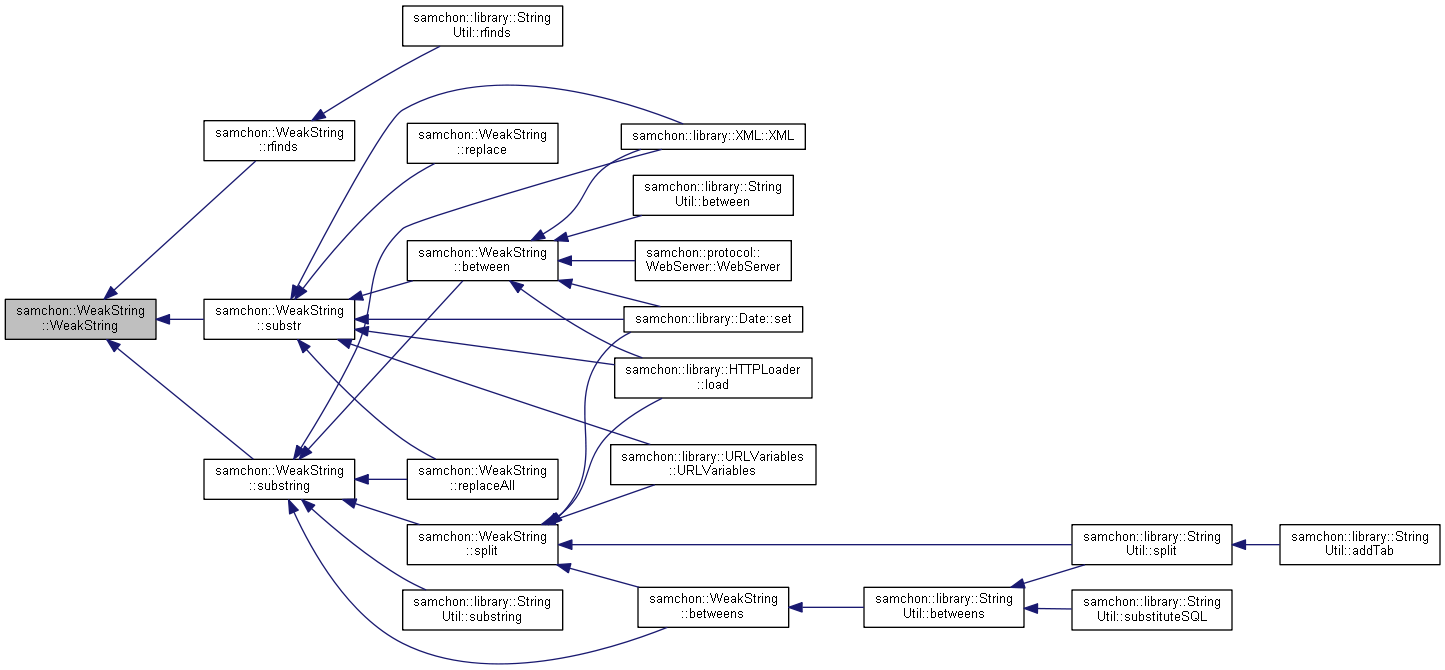 samchon::library::String
Util::rfinds
samchon::WeakString
::rfinds
samchon::WeakString
::replace
samchon::library::XML::XML
samchon::library::String
Util::between
samchon::WeakString
::between
samchon::protocol::
WebServer::WebServer
samchon::WeakString
::WeakString
samchon::WeakString
::substr
samchon::library::Date::set
samchon::library::HTTPLoader
::load
samchon::library::URLVariables
::URLVariables
samchon::WeakString
::substring
samchon::WeakString
::replaceAll
samchon::WeakString
::split
samchon::library::String
Util::split
samchon::library::String
Util::addTab
samchon::library::String
Util::substring
samchon::WeakString
::betweens
samchon::library::String
Util::betweens
samchon::library::String
Util::substituteSQL